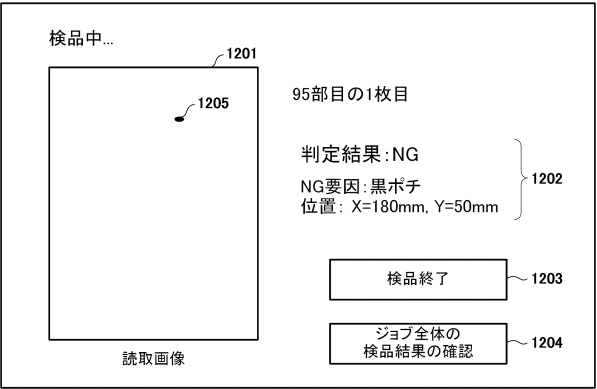 検品中...
1201
1205
95部目の1枚目
判定結果:NG
NG要因:黒ポチ
位置: X=180mm, Y=50mm
1202
検品終了
1203
ジョブ全体の
検品結果の確認
1204
読取画像